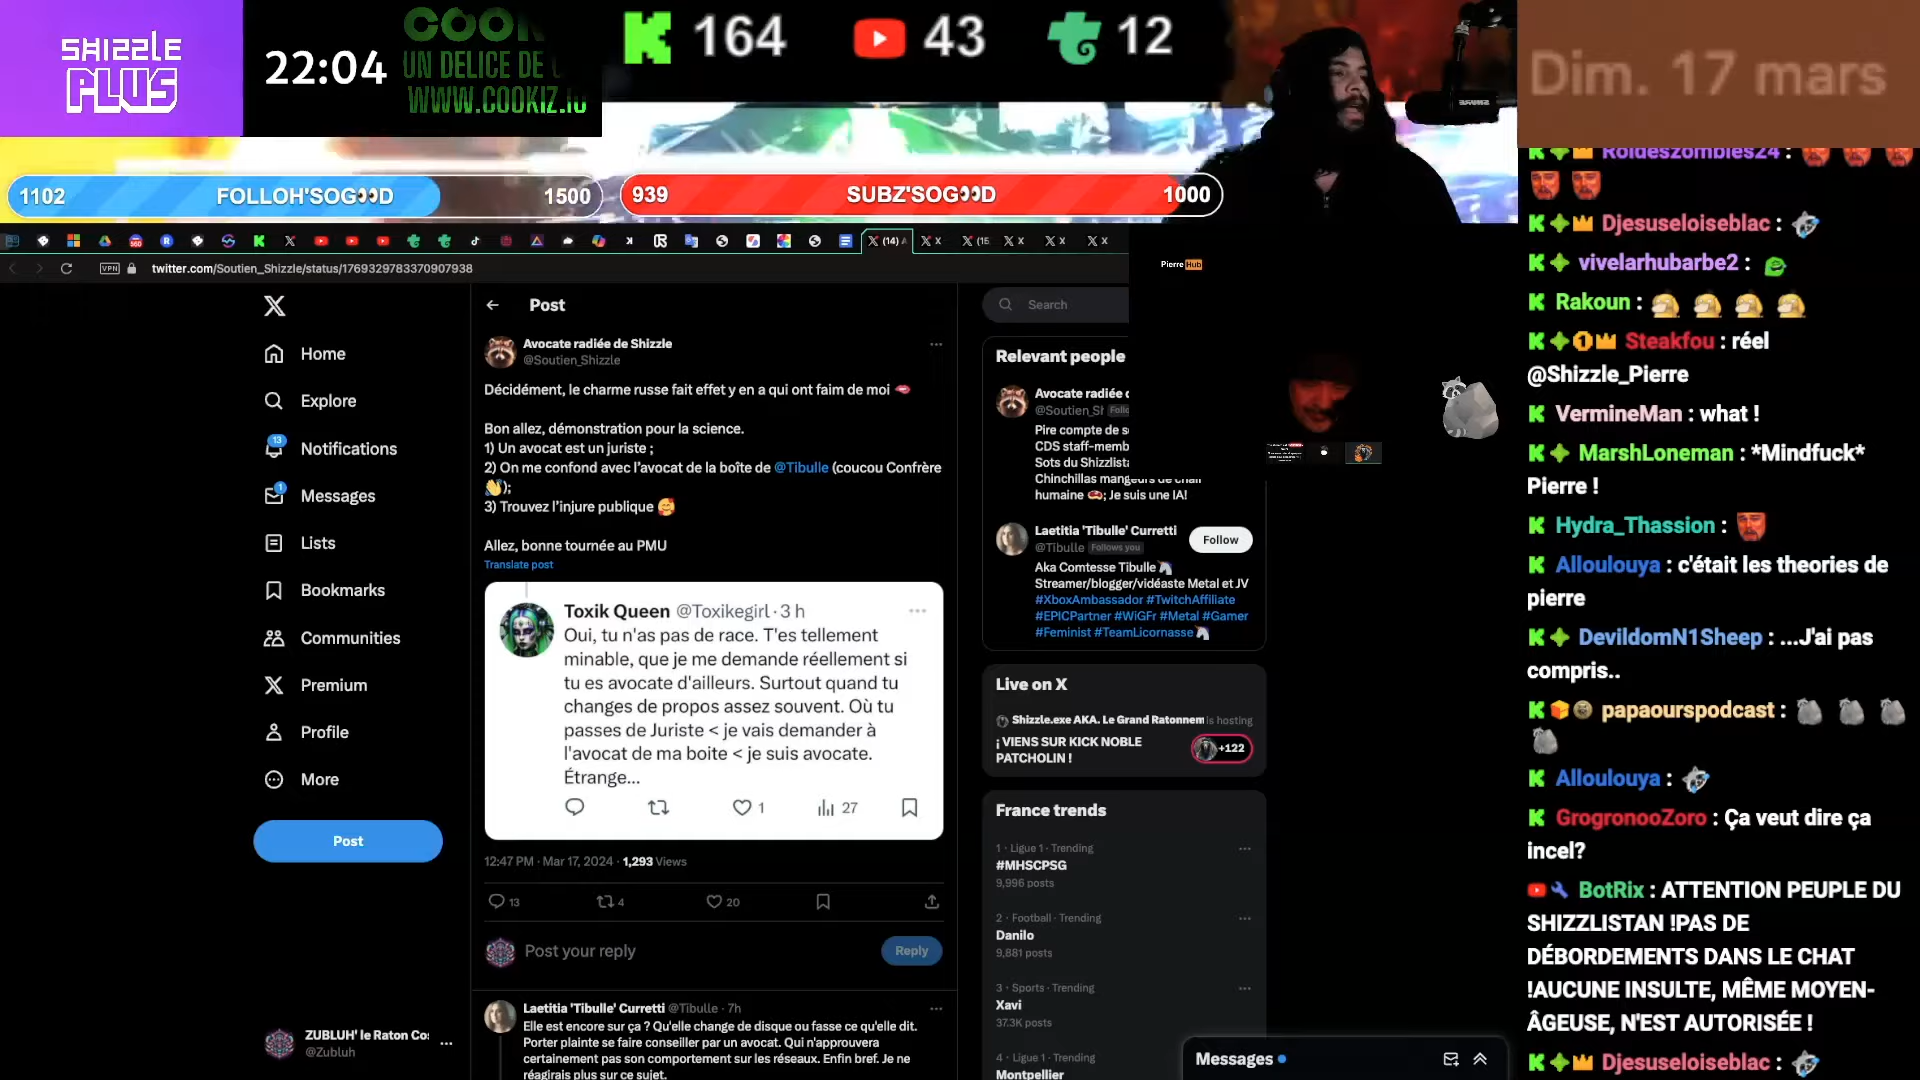 SHIZZLE
PLUS
22:04
UN DELICE DE
WWW.COOKIZ.IO
164
43
12
Dim. 17 mars
1102 FOLLOH'SOG👀D 1500
939 SUBZ'SOG👀D 1000
twitter.com/Soutien_Shizzle/status/1769329783370907938
VPN
PierreHub
Home
Explore
13
Notifications
1
Messages
Lists
Bookmarks
Communities
Premium
Profile
More
Post
ZUBLUH' le Raton Co
@Zubluh
Post
Avocate radiée de Shizzle
@Soutien_Shizzle
Décidément, le charme russe fait effet y en a qui ont faim de moi 🫦
Bon allez, démonstration pour la science.
1) Un avocat est un juriste ;
2) On me confond avec l'avocat de la boîte de @Tibulle (coucou Confrère
👋);
3) Trouvez l'injure publique 🥰
Allez, bonne tournée au PMU
Translate post
Toxik Queen @Toxikegirl · 3 h
Oui, tu n'as pas de race. T'es tellement
minable, que je me demande réellement si
tu es avocate d'ailleurs. Surtout quand tu
changes de propos assez souvent. Où tu
passes de Juriste < je vais demander à
l'avocat de ma boite < je suis avocate.
Étrange...
1 27
12:47 PM · Mar 17, 2024 · 1,293 Views
13 4 20
Post your reply
Reply
Laetitia 'Tibulle' Curretti @Tibulle · 7h
Elle est encore sur ça ? Qu'elle change de disque ou fasse ce qu'elle dit.
Porter plainte se faire conseiller par un avocat. Qui n'approuvera
certainement pas son comportement sur les réseaux. Enfin bref. Je ne
réagirais plus sur ce sujet.
Search
Relevant people
Avocate radiée
@Soutien_S
Pire compte de s
CDS staff-memb
Sots du Shizzlist
Chinchillas mangeurs de chair
humaine 🧠; Je suis une IA!
Laetitia 'Tibulle' Curretti
@Tibulle Follows you
Follow
Aka Comtesse Tibulle🦄
Streamer/blogger/vidéaste Metal et JV
#XboxAmbassador #TwitchAffiliate
#EPICPartner #WiGFr #Metal #Gamer
#Feminist #TeamLicornasse🦄
Live on X
Shizzle.exe AKA. Le Grand Ratonnem is hosting
¡ VIENS SUR KICK NOBLE
PATCHOLIN !
+122
France trends
1 · Ligue 1 · Trending
#MHSCPSG
9,996 posts
2 · Football · Trending
Danilo
9,881 posts
3 · Sports · Trending
Xavi
37.3K posts
4 · Ligue 1 · Trending
Montpellier
Messages
Roideszombies24 :
Djesuseloiseblac :
vivelarhubarbe2 :
Rakoun :
Steakfou : réel
@Shizzle_Pierre
VermineMan : what !
MarshLoneman : *Mindfuck*
Pierre !
Hydra_Thassion :
Alloulouya : c'était les theories de
pierre
DevildomN1Sheep : ...J'ai pas
compris..
papaourspodcast :
Alloulouya :
GrogronooZoro : Ça veut dire ça
incel?
BotRix : ATTENTION PEUPLE DU
SHIZZLISTAN !PAS DE
DÉBORDEMENTS DANS LE CHAT
!AUCUNE INSULTE, MÊME MOYEN-
ÂGEUSE, N'EST AUTORISÉE !
Djesuseloiseblac :